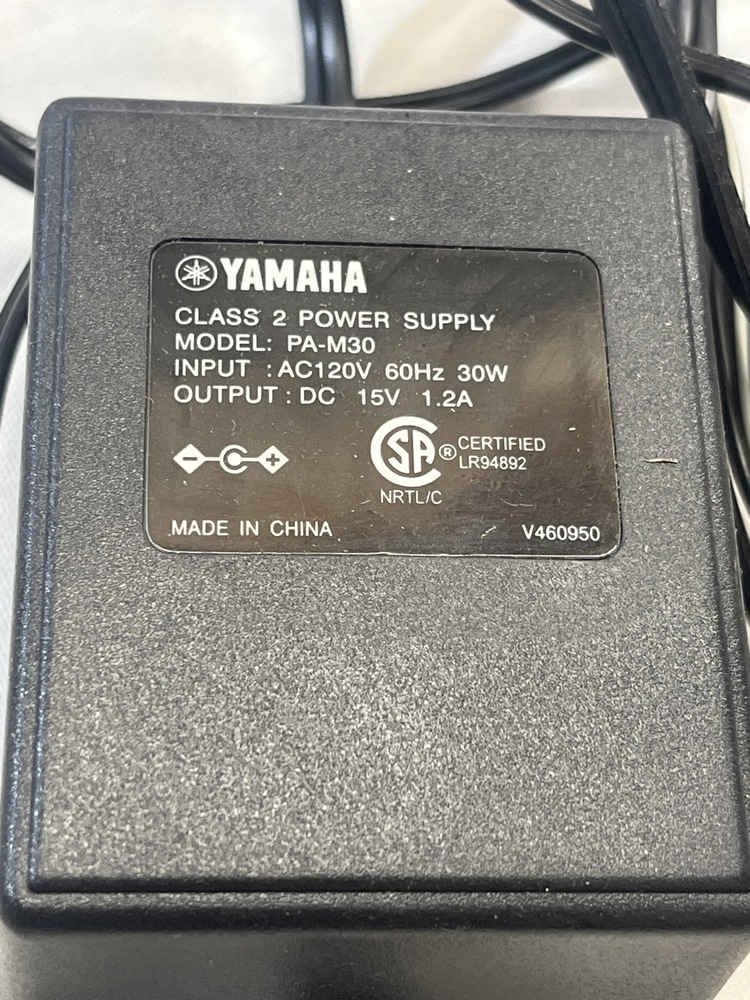 YAMAHA
CLASS 2 POWER SUPPLY
MODEL: PA-M30
INPUT : AC120V 60Hz 30W
OUTPUT : DC 15V 1.2A
- C +
CSA ® CERTIFIED
LR94892
NRTL/C
MADE IN CHINA V460950